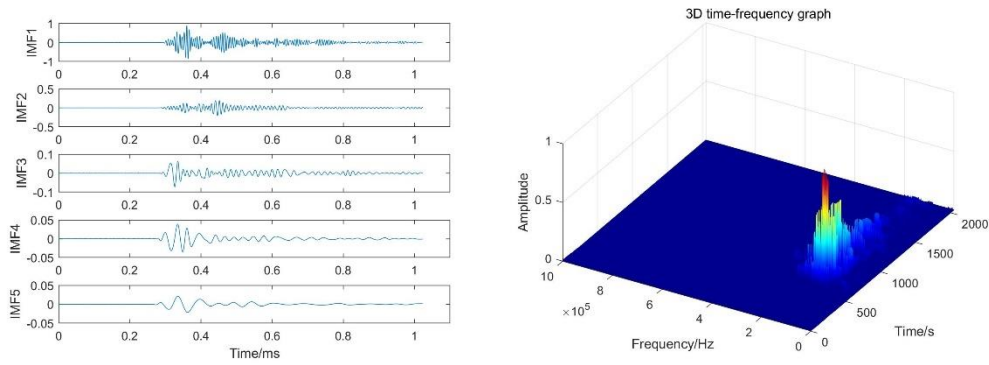 IMF1
1
0
-1
0 0.2 0.4 0.6 0.8 1
IMF2
0.5
0
-0.5
0 0.2 0.4 0.6 0.8 1
IMF3
0.1
0
-0.1
0 0.2 0.4 0.6 0.8 1
IMF4
0.05
0
-0.05
0 0.2 0.4 0.6 0.8 1
IMF5
0.05
0
-0.05
0 0.2 0.4 0.6 0.8 1
Time/ms
3D time-frequency graph
Amplitude
1
0.5
0
10 8 6 4 2 0
×10⁵
Frequency/Hz
0 500 1000 1500 2000
Time/s